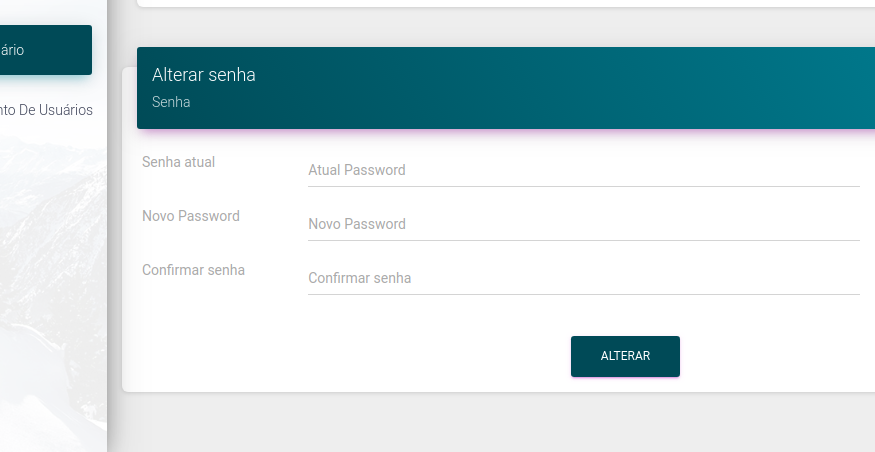 ário
nto De Usuários
Alterar senha
Senha
Senha atual
Atual Password
Novo Password
Novo Password
Confirmar senha
Confirmar senha
ALTERAR